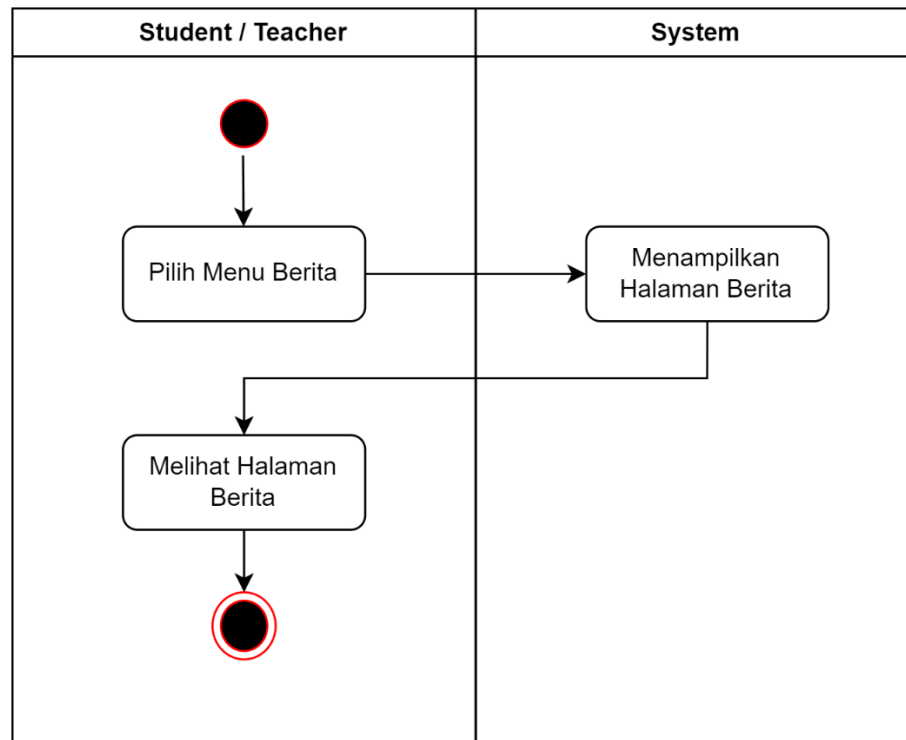 Student / Teacher
System
Pilih Menu Berita
Menampilkan
Halaman Berita
Melihat Halaman
Berita